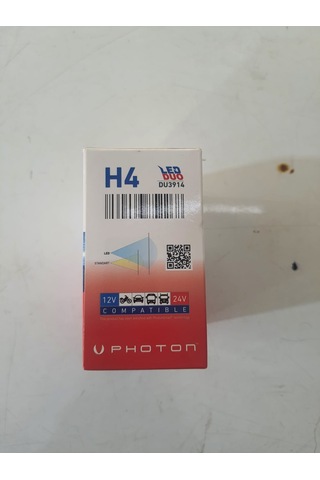 H4
LED
DUO
DU3914
LED
STANDART
12V
24V
COMPATIBLE
PHOTON